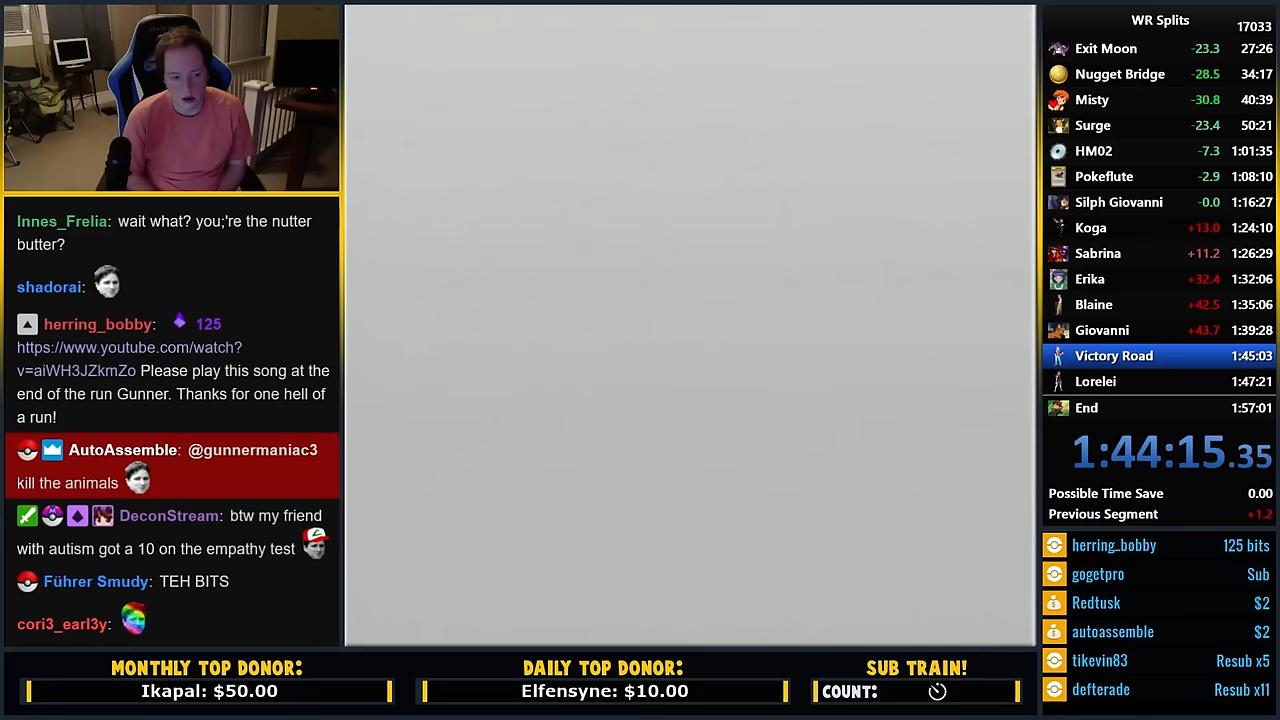 Innes_Frelia: wait what? you;'re the nutter
butter?
shadorai:
herring_bobby: 125
https://www.youtube.com/watch?
v=aiWH3JZkmZo Please play this song at the
end of the run Gunner. Thanks for one hell of
a run!
AutoAssemble: @gunnermaniac3
kill the animals
DeconStream: btw my friend
with autism got a 10 on the empathy test
Führer Smudy: TEH BITS
cori3_earl3y:
WR Splits 17033
Exit Moon -23.3 27:26
Nugget Bridge -28.5 34:17
Misty -30.8 40:39
Surge -23.4 50:21
HM02 -7.3 1:01:35
Pokeflute -2.9 1:08:10
Silph Giovanni -0.0 1:16:27
Koga +13.0 1:24:10
Sabrina +11.2 1:26:29
Erika +32.4 1:32:06
Blaine +42.5 1:35:06
Giovanni +43.7 1:39:28
Victory Road 1:45:03
Lorelei 1:47:21
End 1:57:01
1:44:15.35
Possible Time Save 0.00
Previous Segment +1.2
herring_bobby 125 bits
gogetpro Sub
Redtusk $2
autoassemble $2
tikevin83 Resub x5
defterade Resub x11
MONTHLY TOP DONOR:
Ikapal: $50.00
DAILY TOP DONOR:
Elfensyne: $10.00
SUB TRAIN!
COUNT: